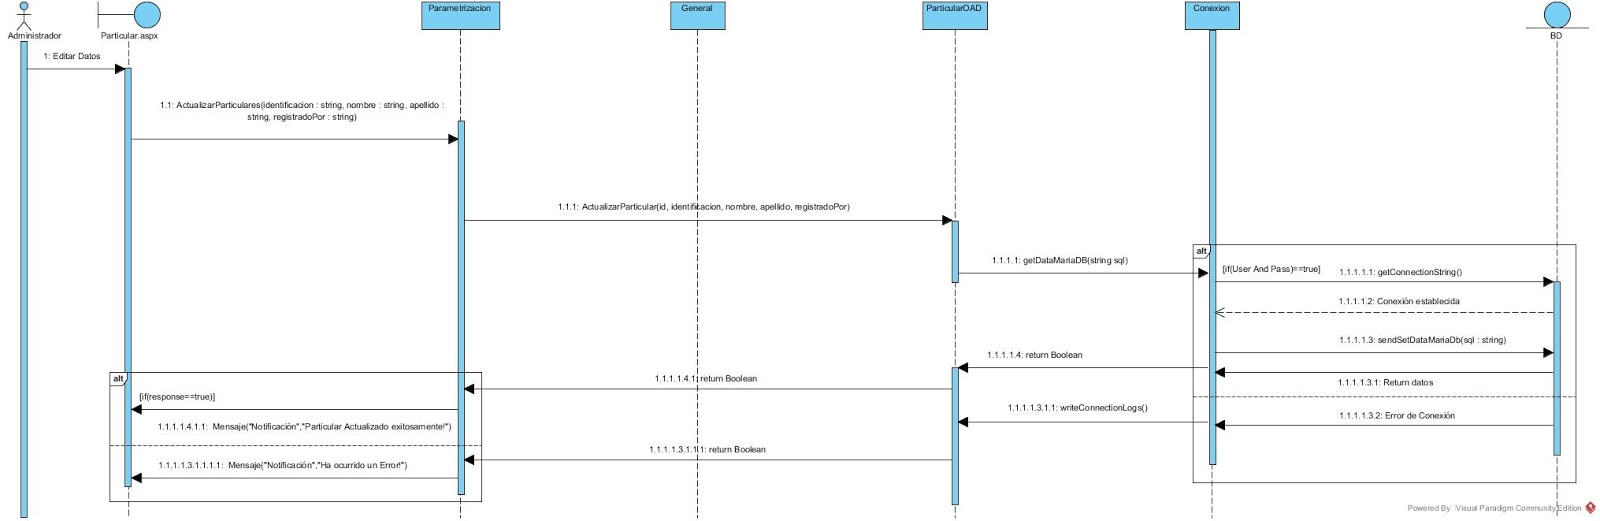 Administrador
Particular.aspx
Parametrizacion
General
ParticularOAD
Conexion
BD
1: Editar Datos
1.1: ActualizarParticulares(identificacion : string, nombre : string, apellido :
string, registradoPor : string)
1.1.1: ActualizarParticular(id, identificacion, nombre, apellido, registradoPor)
alt
1.1.1.1: getDataMariaDB(string sql)
[if(User And Pass)==true]
1.1.1.1.1: getConnectionString()
1.1.1.1.2: Conexión establecida
1.1.1.1.3: sendSetDataMariaDb(sql : string)
1.1.1.1.4: return Boolean
1.1.1.1.4.1: return Boolean
1.1.1.1.3.1: Return datos
alt
[if(response==true)]
1.1.1.1.3.1.1: writeConnectionLogs()
1.1.1.1.3.2: Error de Conexión
1.1.1.1.4.1.1: Mensaje("Notificación","Particular Actualizado exitosamente!")
1.1.1.1.3.1.1.1: return Boolean
1.1.1.1.3.1.1.1.1: Mensaje("Notificación","Ha ocurrido un Error!")
Powered By Visual Paradigm Community Edition